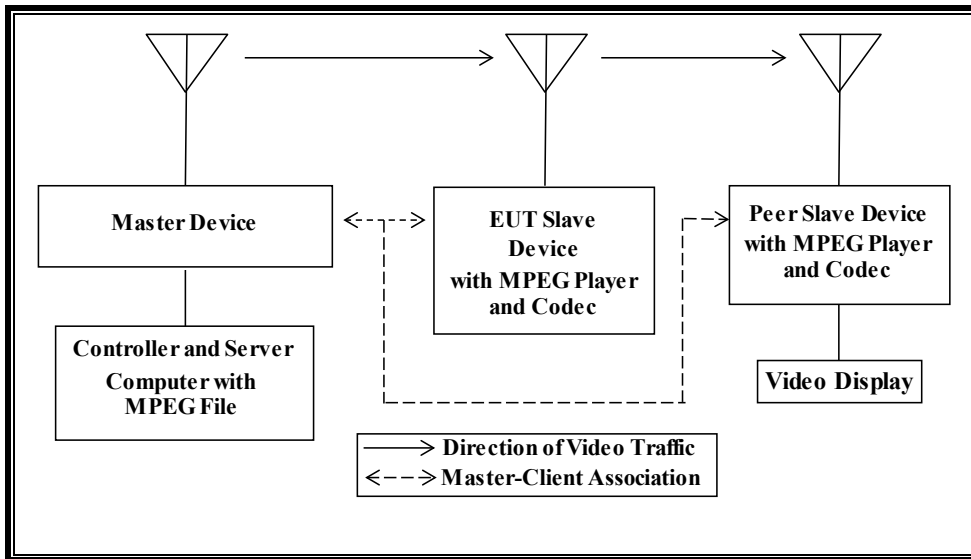 Master Device
EUT Slave
Device
with MPEG Player
and Codec
Peer Slave Device
with MPEG Player
and Codec
Controller and Server
Computer with
MPEG File
Video Display
Direction of Video Traffic
Master-Client Association